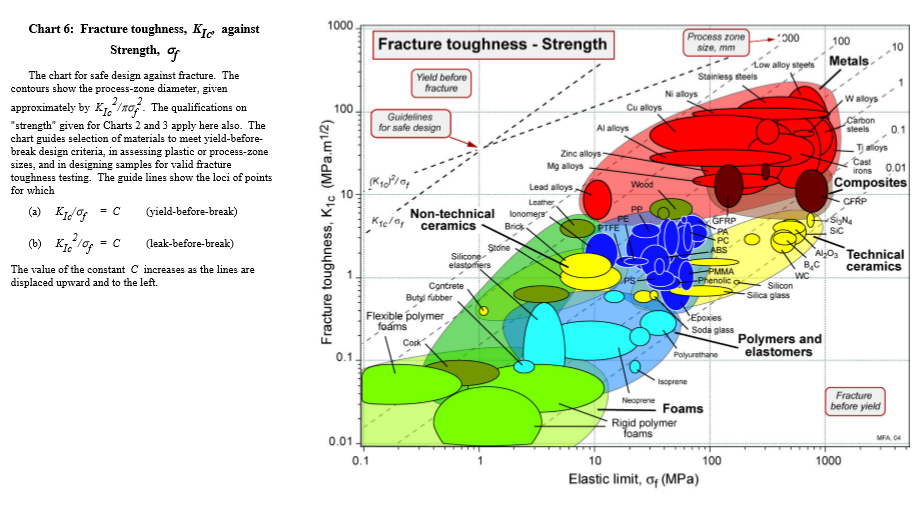 Chart 6: Fracture toughness, K_Ic, against
Strength, σ_f
The chart for safe design against fracture. The
contours show the process-zone diameter, given
approximately by K_Ic²/πσ_f². The qualifications on
"strength" given for Charts 2 and 3 apply here also. The
chart guides selection of materials to meet yield-before-
break design criteria, in assessing plastic or process-zone
sizes, and in designing samples for valid fracture
toughness testing. The guide lines show the loci of points
for which
(a) K_Ic/σ_f = C (yield-before-break)
(b) K_Ic²/σ_f = C (leak-before-break)
The value of the constant C increases as the lines are
displaced upward and to the left.
Fracture toughness - Strength
Process zone
size, mm
1000
100
10
1
0.1
0.01
Yield before
fracture
Guidelines
for safe design
(K₁c)²/σf
K₁c/σf
Low alloy steels
Metals
Stainless steels
Ni alloys
W alloys
Cu alloys
Carbon
steels
Al alloys
Ti alloys
Zinc alloys
Cast
irons
Mg alloys
Composites
Lead alloys
Wood
CFRP
GFRP
Leather
Ionomers
Brick
Non-technical
ceramics
PTFE
PE
PP
PA
PC
ABS
Si₃N₄
SiC
Al₂O₃
B₄C
WC
Technical
ceramics
Stone
Silicone
elastomers
PS
PMMA
Phenolic
Silicon
Silica glass
Concrete
Butyl rubber
Epoxies
Soda glass
Polymers and
elastomers
Polyurethane
Flexible polymer
foams
Cork
Isoprene
Neoprene
Foams
Rigid polymer
foams
Fracture
before yield
MFA, 04
1000
100
10
1
0.1
0.01
Fracture toughness, K₁c (MPa.m^1/2)
0.1
1
10
100
1000
Elastic limit, σf (MPa)